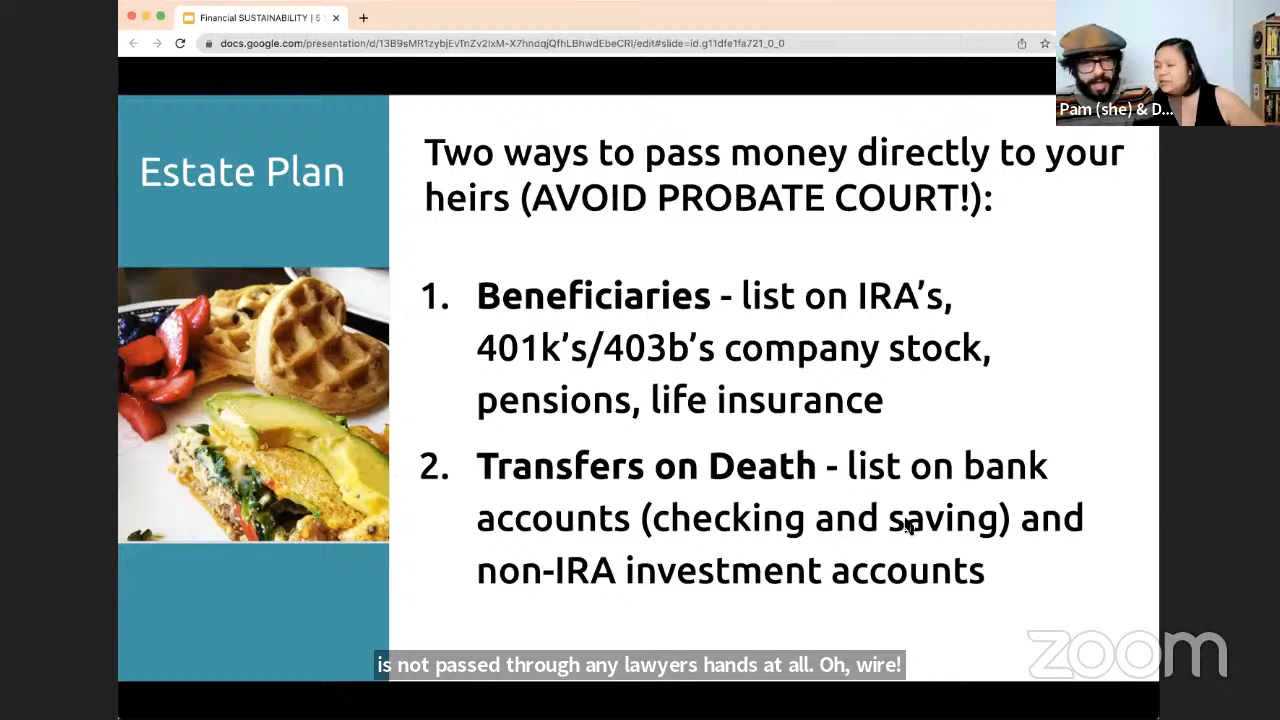 Financial SUSTAINABILITY | 5
docs.google.com/presentation/d/13B9sMR1zybjEvTnZv2IxM-X7hndqjQfhLBhwdEbeCRI/edit#slide=id.g11dfe1fa721_0_0
Pam (she) & D...
Estate Plan
Two ways to pass money directly to your
heirs (AVOID PROBATE COURT!):
1. Beneficiaries - list on IRA’s,
401k’s/403b’s company stock,
pensions, life insurance
2. Transfers on Death - list on bank
accounts (checking and saving) and
non-IRA investment accounts
is not passed through any lawyers hands at all. Oh, wire!
zoom